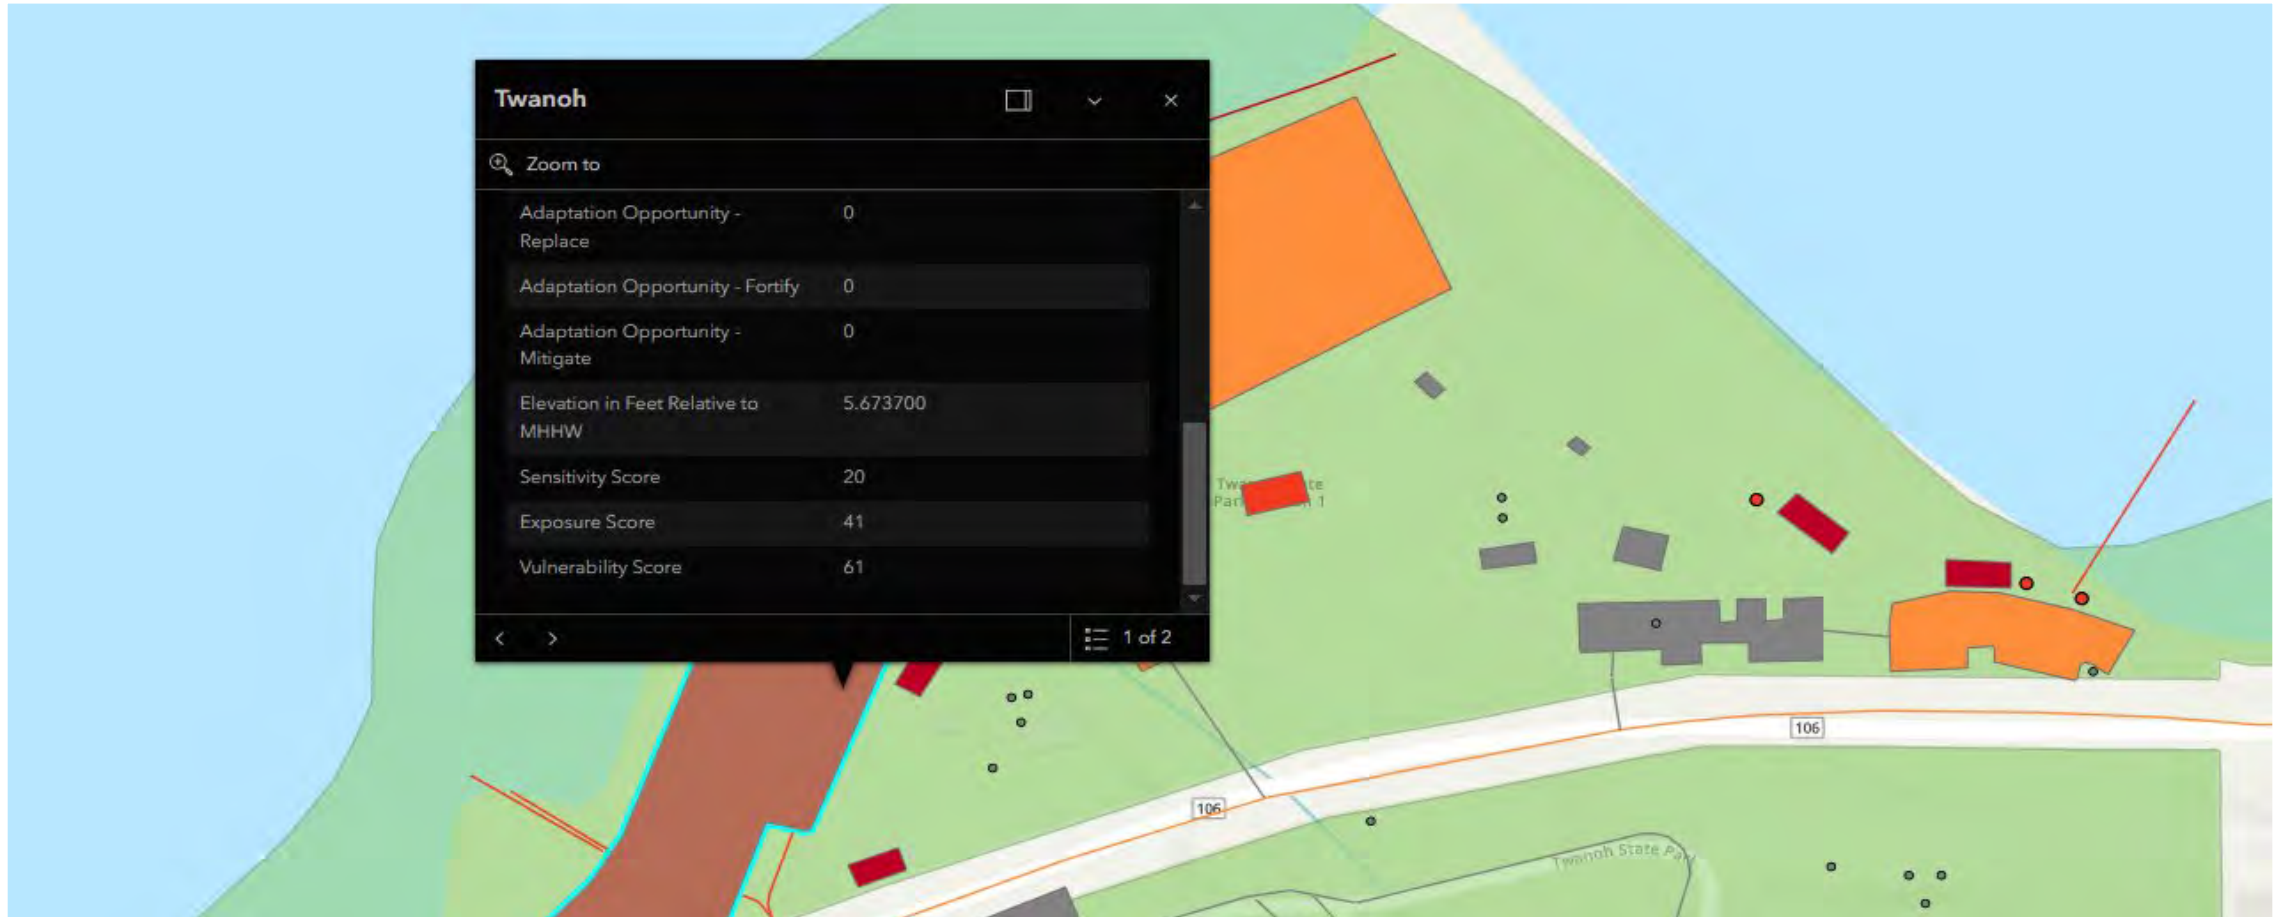 Twanoh
Zoom to
Adaptation Opportunity - 0
Replace
Adaptation Opportunity - Fortify 0
Adaptation Opportunity - 0
Mitigate
Elevation in Feet Relative to 5.673700
MHHW
Sensitivity Score 20
Exposure Score 41
Vulnerability Score 61
1 of 2
1
106
106
Twanoh State Park